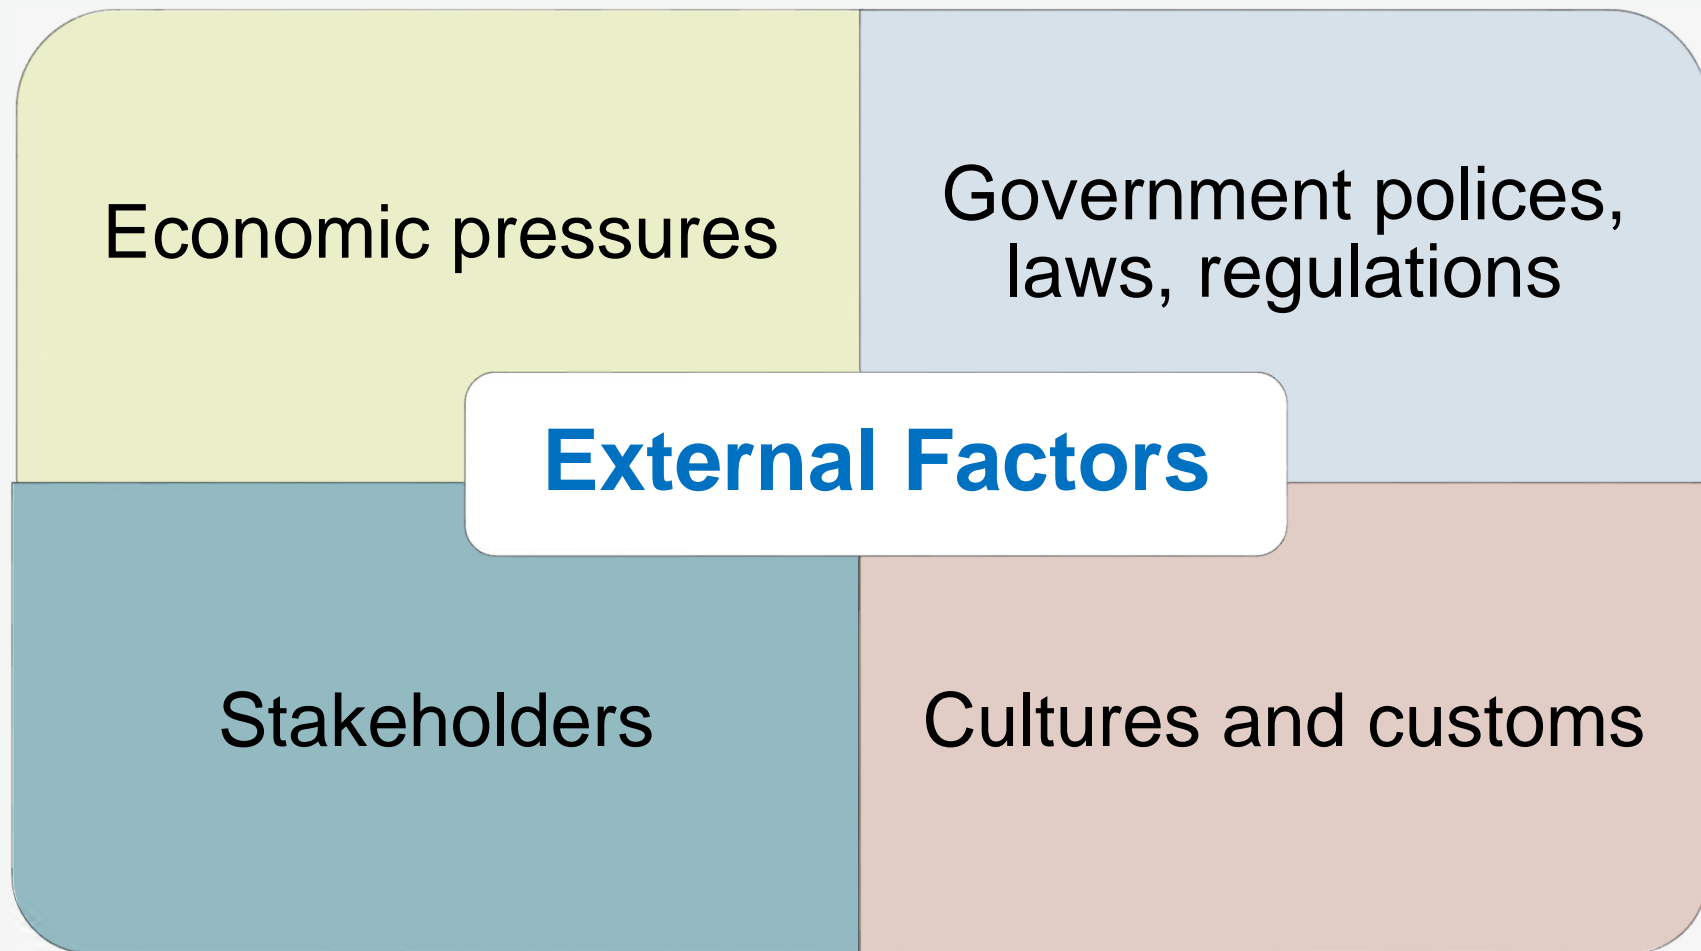 Economic pressures
Government polices,
laws, regulations
External Factors
Stakeholders
Cultures and customs